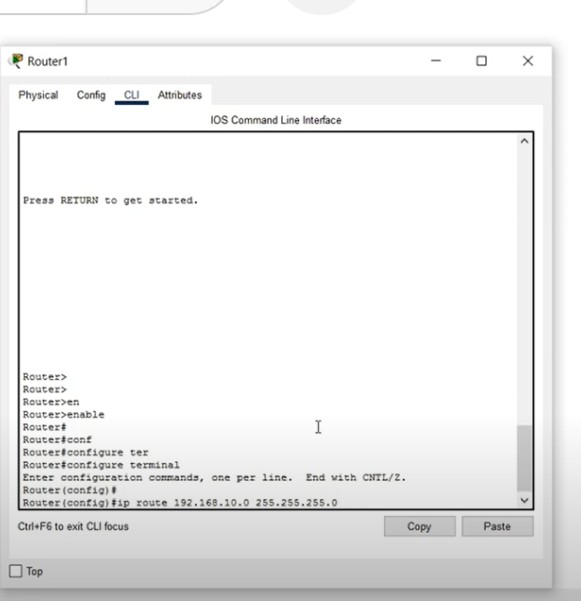 Router1
Physical Config CLI Attributes
IOS Command Line Interface
Press RETURN to get started.
Router>
Router>
Router>en
Router>enable
Router#
Router#conf
Router#configure ter
Router#configure terminal
Enter configuration commands, one per line.  End with CNTL/Z.
Router(config)#
Router(config)#ip route 192.168.10.0 255.255.255.0
Ctrl+F6 to exit CLI focus
Copy Paste
Top